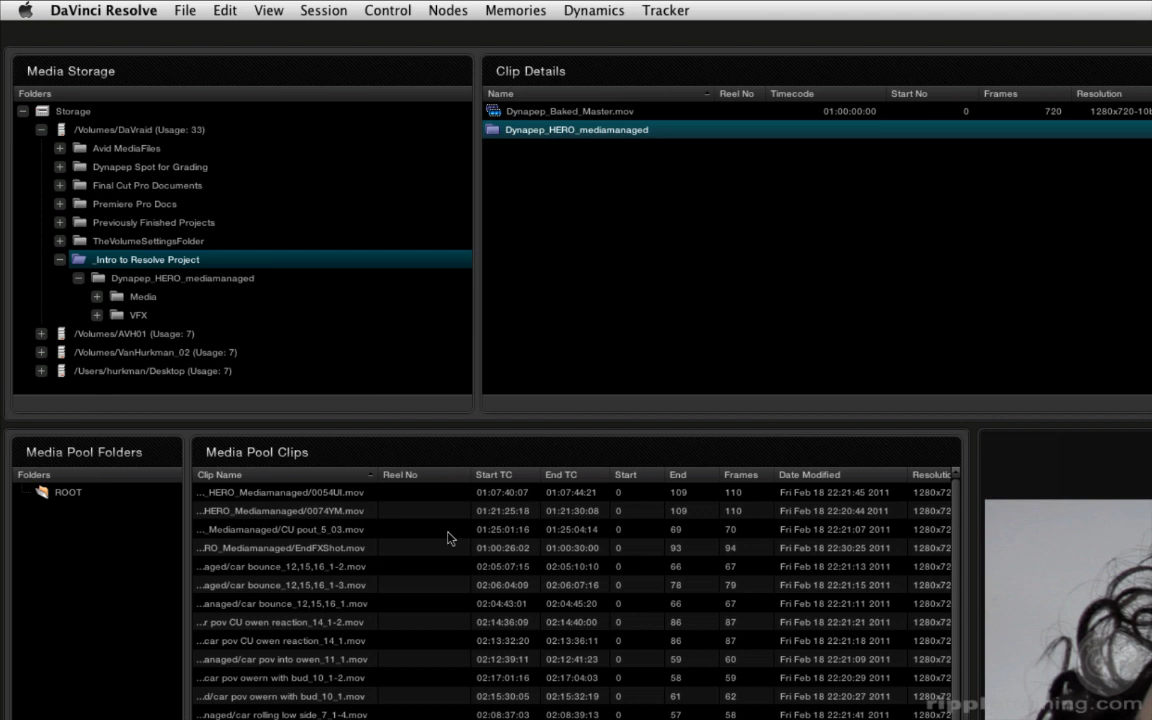 DaVinci Resolve File Edit View Session Control Nodes Memories Dynamics Tracker
Media Storage
Folders
Storage
/Volumes/DaVraid (Usage: 33)
Avid MediaFiles
Dynapep Spot for Grading
Final Cut Pro Documents
Premiere Pro Docs
Previously Finished Projects
TheVolumeSettingsFolder
_Intro to Resolve Project
Dynapep_HERO_mediamanaged
Media
VFX
/Volumes/AVH01 (Usage: 7)
/Volumes/VanHurkman_02 (Usage: 7)
/Users/hurkman/Desktop (Usage: 7)
Clip Details
Name Reel No Timecode Start No Frames Resolution
Dynapep_Baked_Master.mov 01:00:00:00 0 720 1280x720-10b
Dynapep_HERO_mediamanaged
Media Pool Folders
Folders
ROOT
Media Pool Clips
Clip Name Reel No Start TC End TC Start End Frames Date Modified Resolutio
..._HERO_Mediamanaged/0054UI.mov 01:07:40:07 01:07:44:21 0 109 110 Fri Feb 18 22:21:45 2011 1280x72
...HERO_Mediamanaged/0074YM.mov 01:21:25:18 01:21:30:08 0 109 110 Fri Feb 18 22:20:44 2011 1280x72
..._Mediamanaged/CU pout_5_03.mov 01:25:01:16 01:25:04:14 0 69 70 Fri Feb 18 22:21:07 2011 1280x72
...RO_Mediamanaged/EndFXShot.mov 01:00:26:02 01:00:30:00 0 93 94 Fri Feb 18 22:30:25 2011 1280x72
...aged/car bounce_12,15,16_1-2.mov 02:05:07:15 02:05:10:10 0 66 67 Fri Feb 18 22:21:13 2011 1280x72
...aged/car bounce_12,15,16_1-3.mov 02:06:04:09 02:06:07:16 0 78 79 Fri Feb 18 22:21:15 2011 1280x72
...anaged/car bounce_12,15,16_1.mov 02:04:43:01 02:04:45:20 0 66 67 Fri Feb 18 22:21:11 2011 1280x72
...r pov CU owen reaction_14_1-2.mov 02:14:36:09 02:14:40:00 0 86 87 Fri Feb 18 22:21:21 2011 1280x72
...car pov CU owen reaction_14_1.mov 02:13:32:20 02:13:36:11 0 86 87 Fri Feb 18 22:21:18 2011 1280x72
...anaged/car pov into owen_11_1.mov 02:12:39:11 02:12:41:23 0 59 60 Fri Feb 18 22:21:09 2011 1280x72
...car pov owern with bud_10_1-2.mov 02:17:01:16 02:17:04:03 0 58 59 Fri Feb 18 22:20:29 2011 1280x72
...d/car pov owern with bud_10_1.mov 02:15:30:05 02:15:32:19 0 61 62 Fri Feb 18 22:20:27 2011 1280x72
...naged/car rolling low side_7_1-4.mov 02:08:37:03 02:08:39:13 0 57 58 Fri Feb 18 22:21:41 2011 1280x72